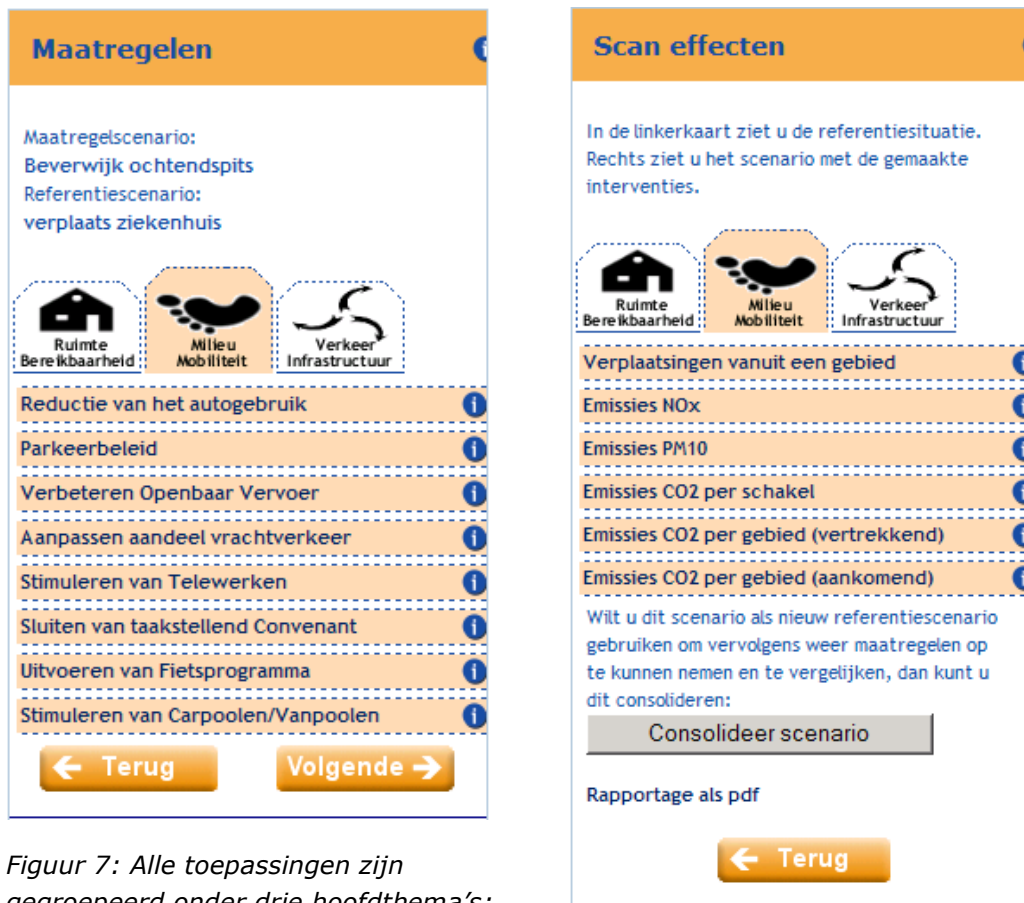 Maatregelen
Maatregelscenario:
Beverwijk ochtendspits
Referentiescenario:
verplaats ziekenhuis
Ruimte
Bereikbaarheid
Milieu
Mobiliteit
Verkeer
Infrastructuur
Reductie van het autogebruik
Parkeerbeleid
Verbeteren Openbaar Vervoer
Aanpassen aandeel vrachtverkeer
Stimuleren van Telewerken
Sluiten van taakstellend Convenant
Uitvoeren van Fietsprogramma
Stimuleren van Carpoolen/Vanpoolen
Terug
Volgende
Figuur 7: Alle toepassingen zijn
gegroepeerd onder drie hoofdthema's:
Scan effecten
In de linkerkaart ziet u de referentiesituatie.
Rechts ziet u het scenario met de gemaakte
interventies.
Ruimte
Bereikbaarheid
Milieu
Mobiliteit
Verkeer
Infrastructuur
Verplaatsingen vanuit een gebied
Emissies NOx
Emissies PM10
Emissies CO2 per schakel
Emissies CO2 per gebied (vertrekkend)
Emissies CO2 per gebied (aankomend)
Wilt u dit scenario als nieuw referentiescenario
gebruiken om vervolgens weer maatregelen op
te kunnen nemen en te vergelijken, dan kunt u
dit consolideren:
Consolideer scenario
Rapportage als pdf
Terug